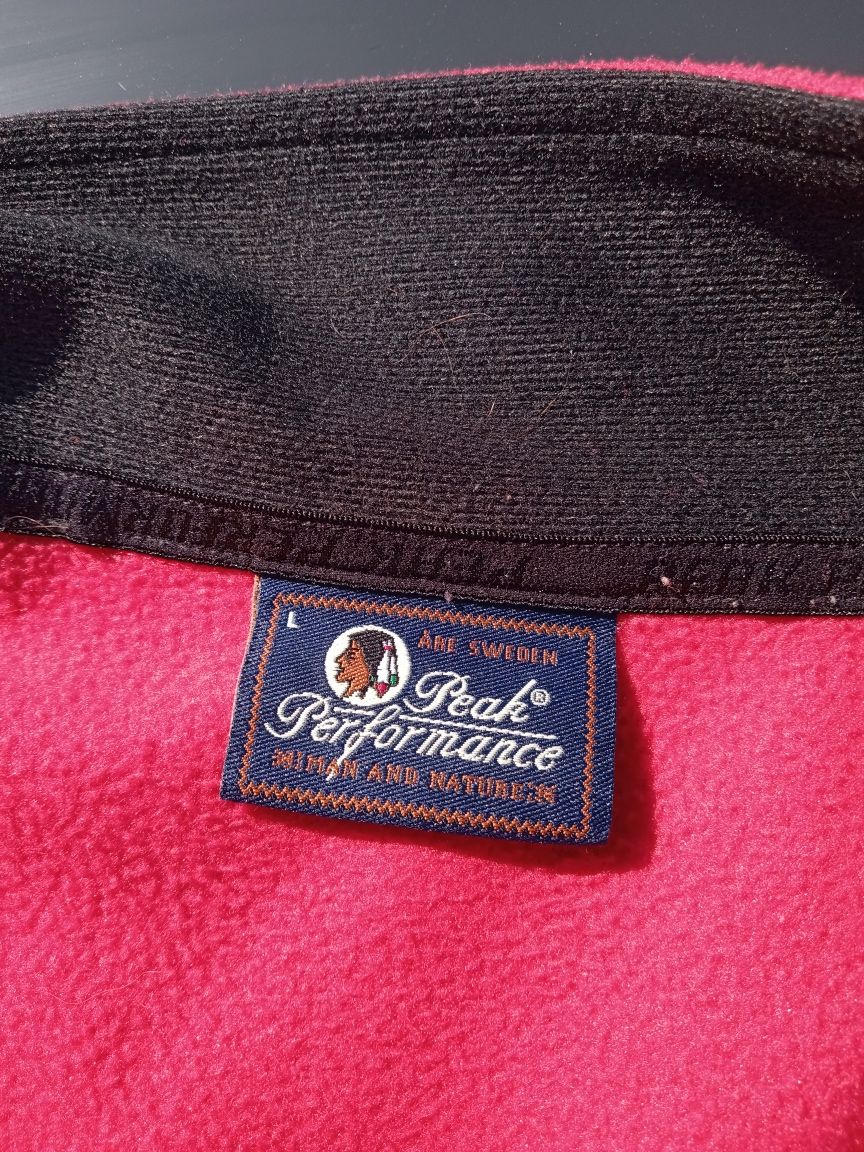 L
ÅRE SWEDEN
Peak®
Performance
MAN AND NATURE